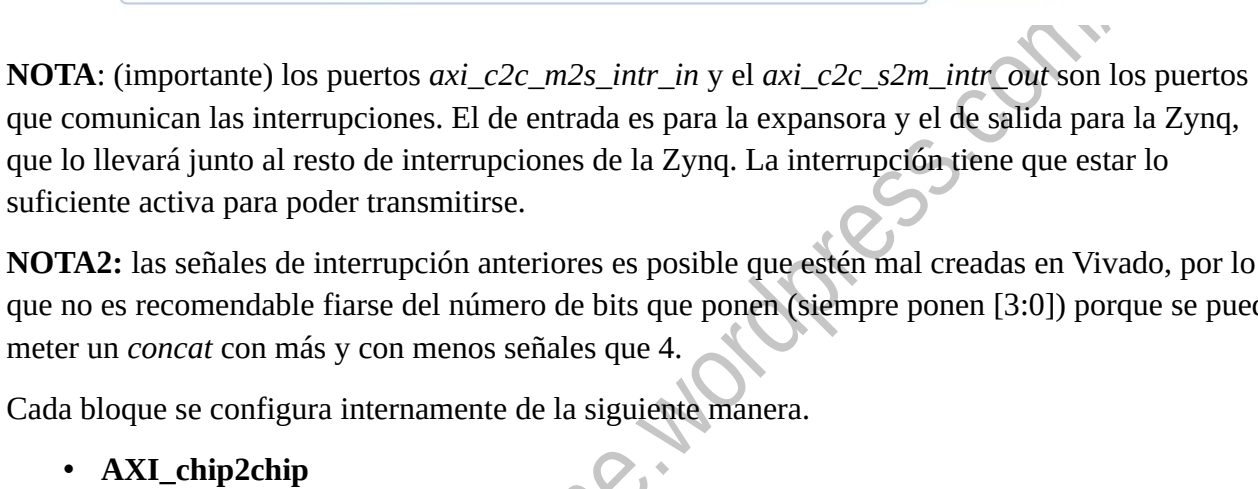 NOTA: (importante) los puertos axi_c2c_m2s_intr_in y el axi_c2c_s2m_intr_out son los puertos
que comunican las interrupciones. El de entrada es para la expansora y el de salida para la Zynq,
que lo llevará junto al resto de interrupciones de la Zynq. La interrupción tiene que estar lo
suficiente activa para poder transmitirse.
NOTA2: las señales de interrupción anteriores es posible que estén mal creadas en Vivado, por lo
que no es recomendable fiarse del número de bits que ponen (siempre ponen [3:0]) porque se
meter un concat con más y con menos señales que 4.
Cada bloque se configura internamente de la siguiente manera.
• AXI_chip2chip
e.wordpress.com